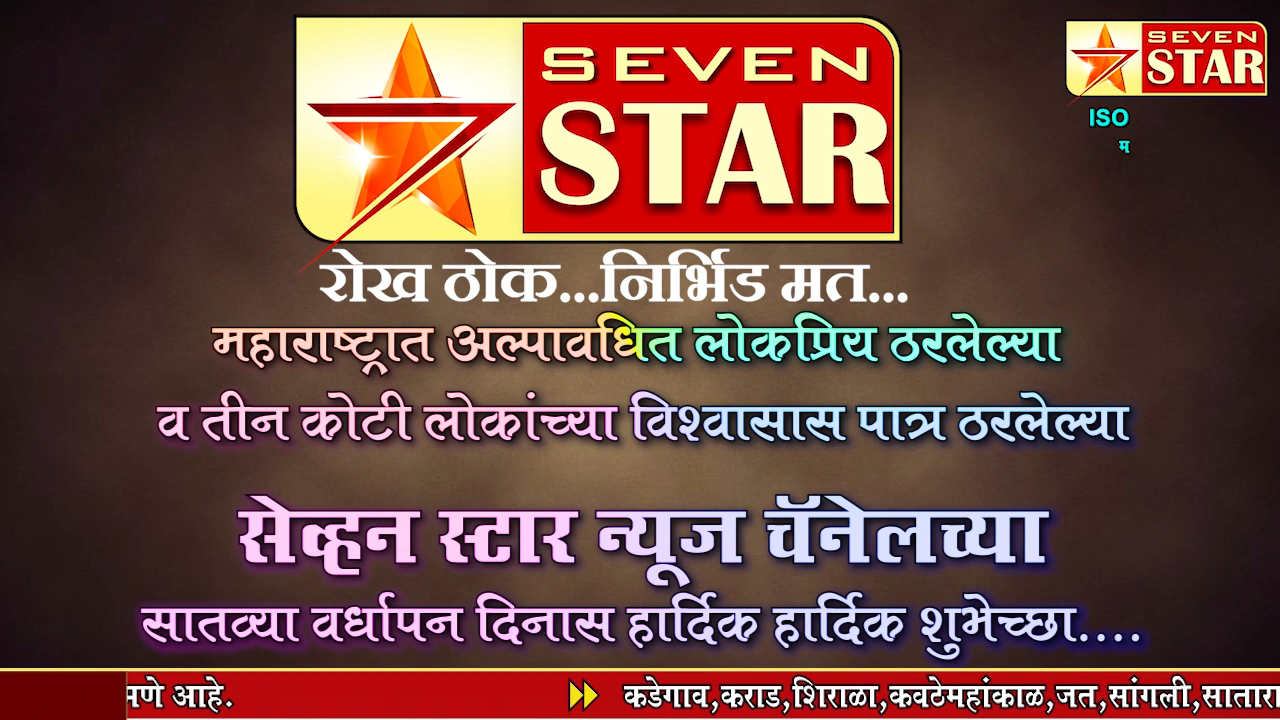 SEVEN
STAR
SEVEN
STAR
ISO
म
रोख ठोक...निर्भिड मत...
महाराष्ट्रात अल्पावधित लोकप्रिय ठरलेल्या
व तीन कोटी लोकांच्या विश्वासास पात्र ठरलेल्या
सेव्हन स्टार न्यूज चॅनेलच्या
सातव्या वर्धापन दिनास हार्दिक हार्दिक शुभेच्छा....
मणे आहे. कडेगाव,कराड,शिराळा,कवठेमहांकाळ,जत,सांगली,सातारा